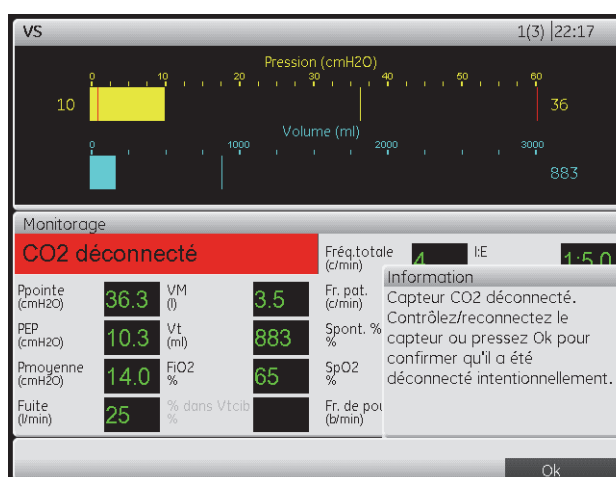 VS 1(3) 22:17
Pression (cmH2O)
0 10 20 30 40 50 60
10 36
Volume (ml)
0 1000 2000 3000
883
Monitorage
CO2 déconnecté
Fréq.totale (c/min) 4 I:E 1:5.0
Ppointe (cmH2O) 36.3 VM (l) 3.5 Fr. pat. (c/min)
PEP (cmH2O) 10.3 Vt (ml) 883 Spont. % %
Pmoyenne (cmH2O) 14.0 FiO2 % 65 SpO2 %
Fuite (l/min) 25 % dans Vtcib % Fr. de pou (b/min)
Information
Capteur CO2 déconnecté.
Contrôlez/reconnectez le
capteur ou pressez Ok pour
confirmer qu'il a été
déconnecté intentionnellement.
Ok